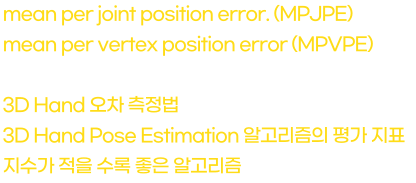 mean per joint position error. (MPJPE)
mean per vertex position error (MPVPE)
3D Hand 오차 측정법
3D Hand Pose Estimation 알고리즘의 평가 지표
지수가 적을 수록 좋은 알고리즘